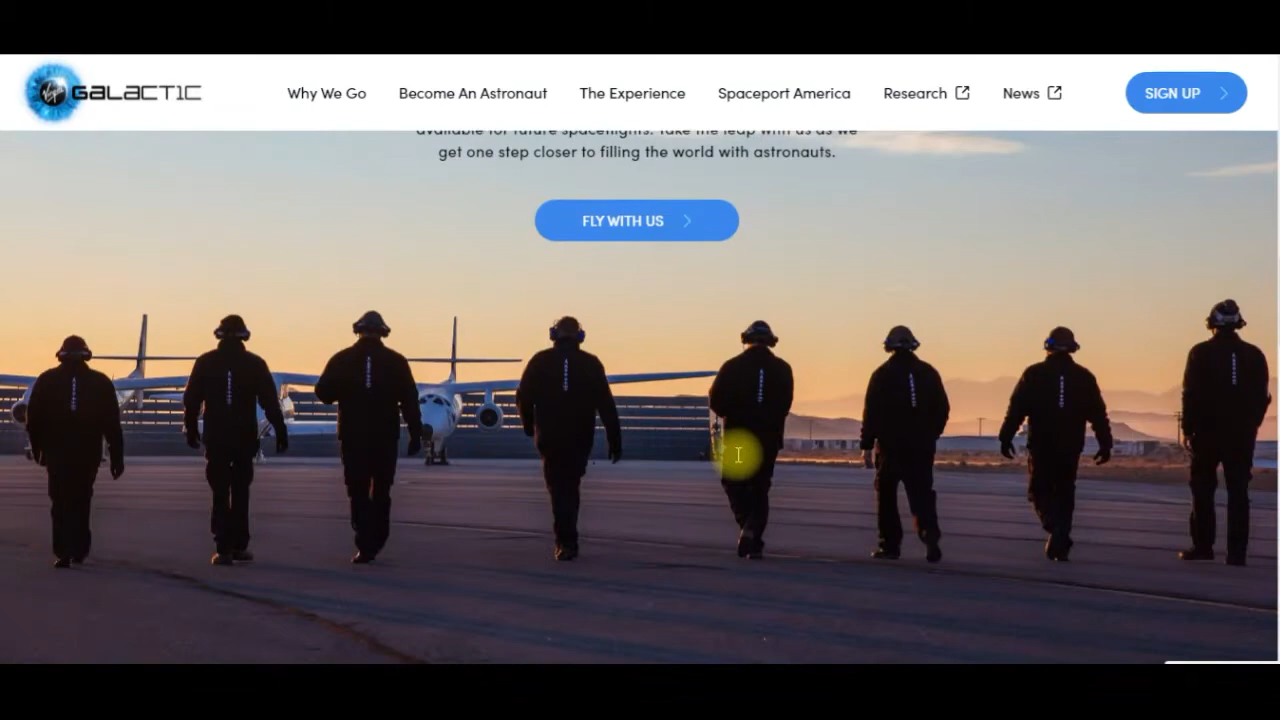 Virgin GALACTIC
Why We Go
Become An Astronaut
The Experience
Spaceport America
Research
News
SIGN UP
available for future spaceflights. Take the leap with us as we
get one step closer to filling the world with astronauts.
FLY WITH US